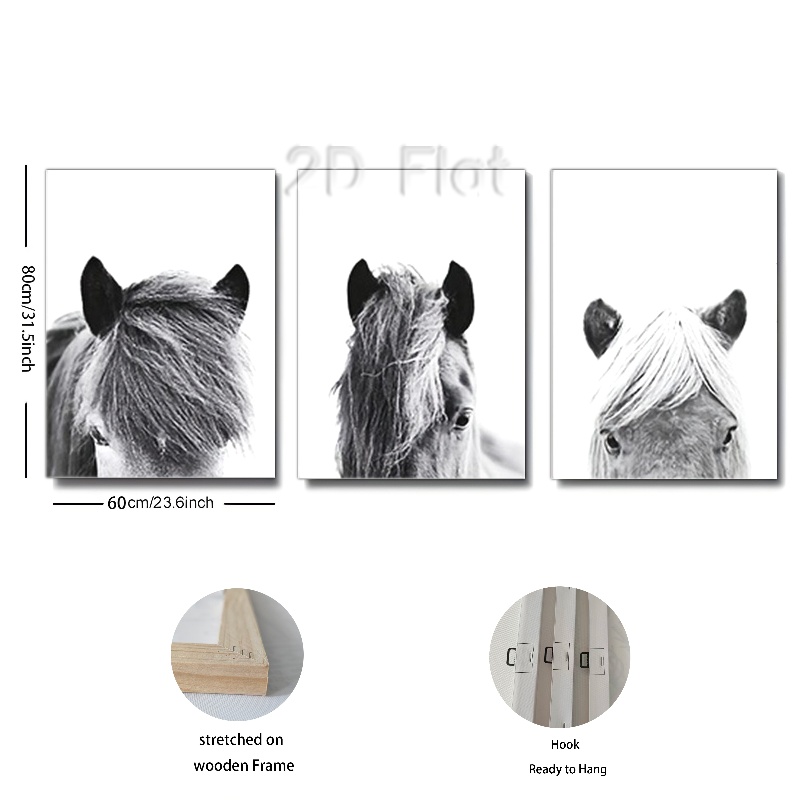 2D Flat
80cm/31.5inch
60cm/23.6inch
stretched on
wooden Frame
Hook
Ready to Hang